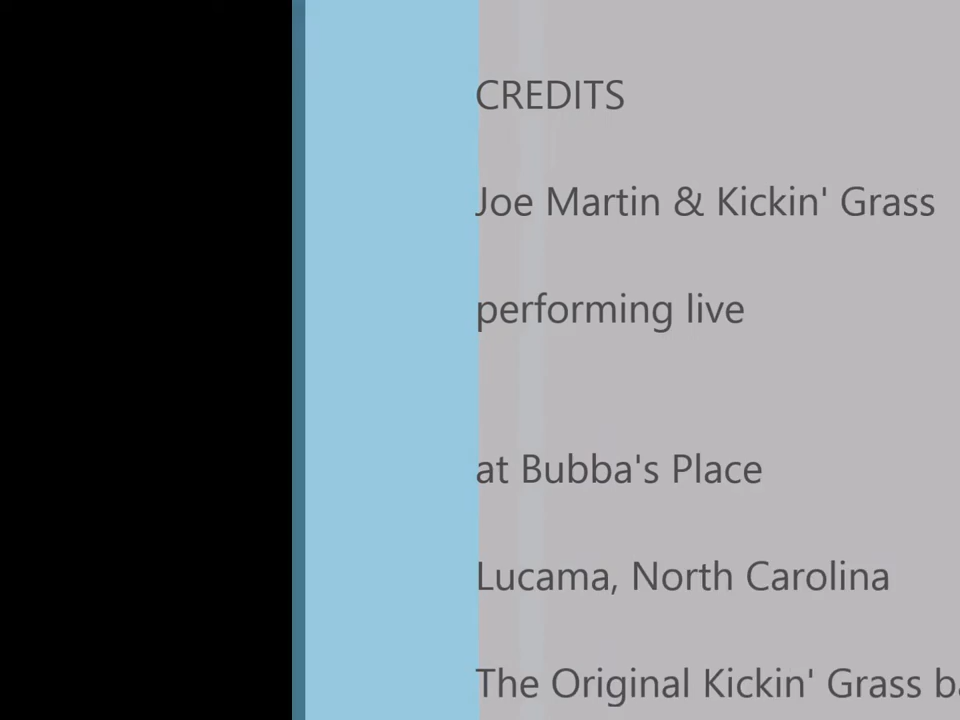 CREDITS
Joe Martin & Kickin' Grass
performing live
at Bubba's Place
Lucama, North Carolina
The Original Kickin' Grass